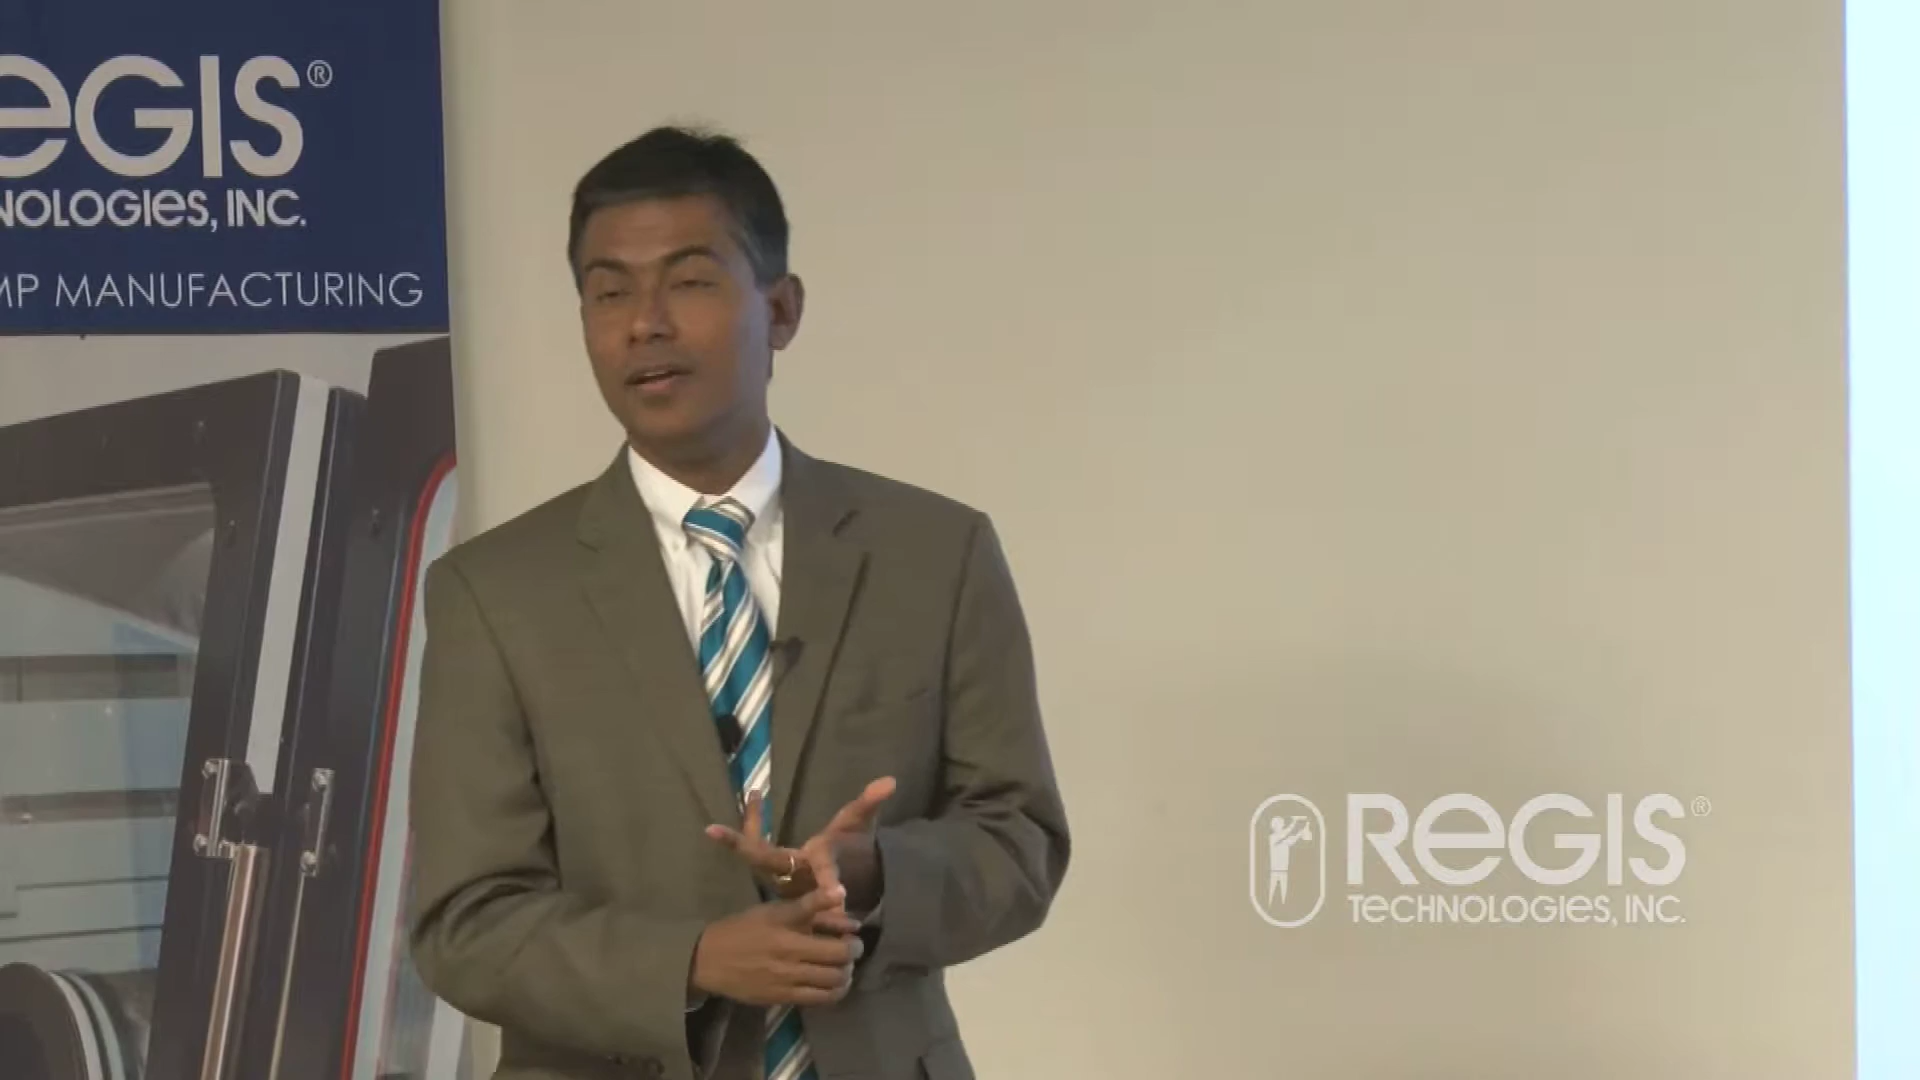 eGIS®
NOLOGIES, INC.
MP MANUFACTURING
ReGIS®
TECHNOLOGIES, INC.